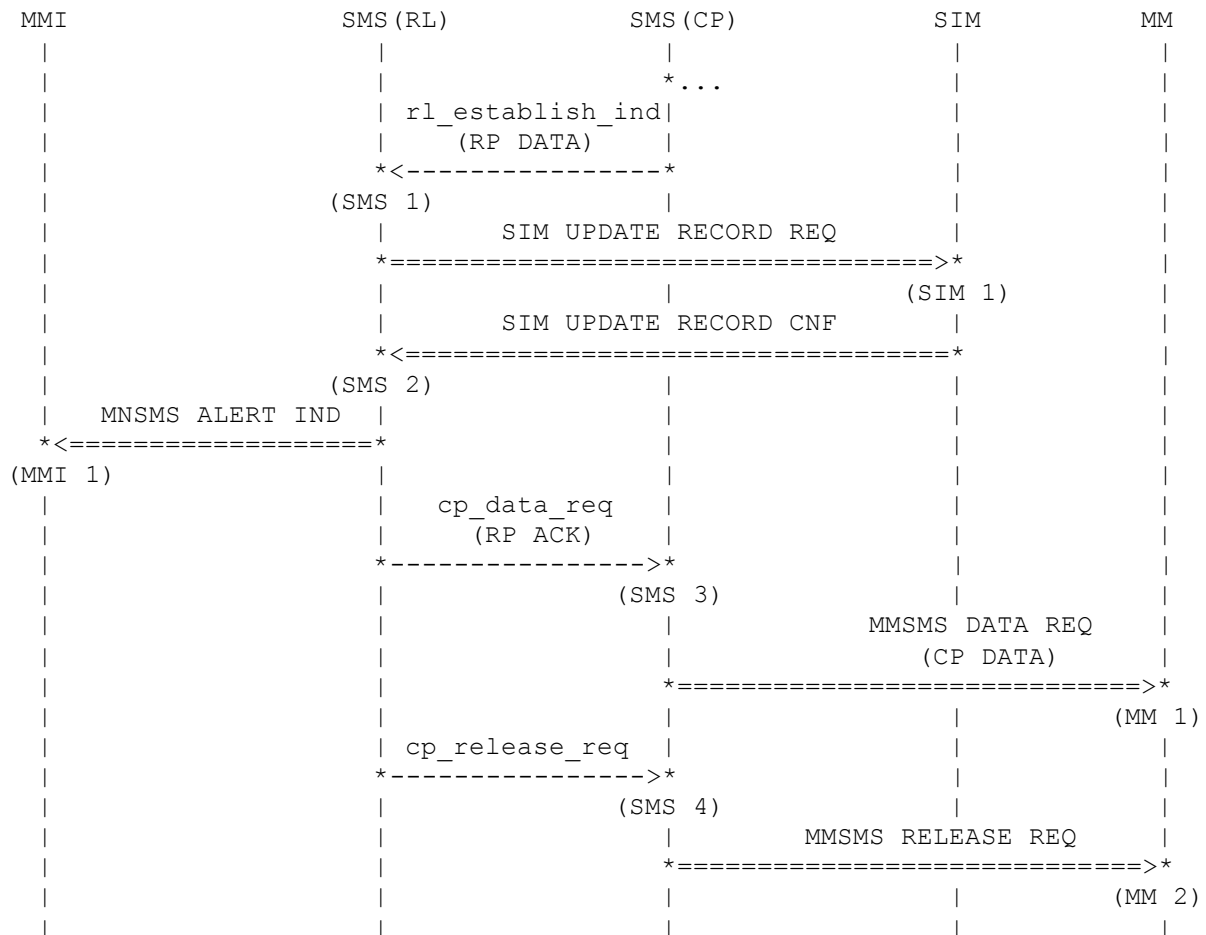 MMI SMS(RL) SMS(CP) SIM MM
*...
rl_establish_ind
(RP DATA)
(SMS 1)
SIM UPDATE RECORD REQ
(SIM 1)
SIM UPDATE RECORD CNF
(SMS 2)
MNSMS ALERT IND
(MMI 1)
cp_data_req
(RP ACK)
(SMS 3)
MMSMS DATA REQ
(CP DATA)
(MM 1)
cp_release_req
(SMS 4)
MMSMS RELEASE REQ
(MM 2)